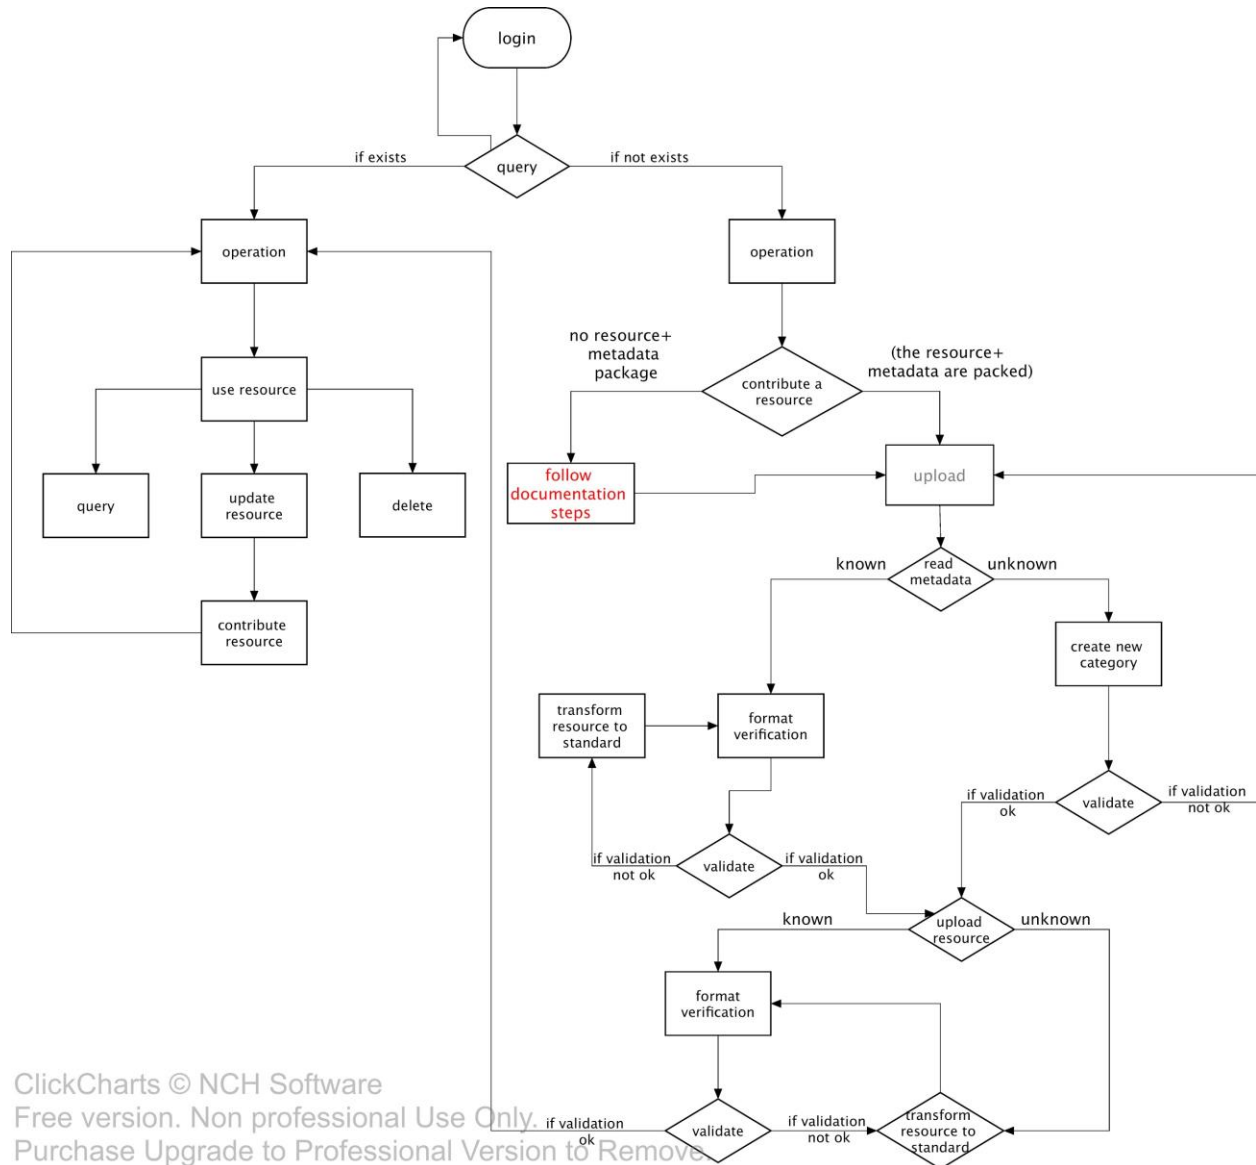 login
if exists
query
if not exists
operation
operation
no resource+
metadata
package
(the resource+
metadata are packed)
contribute a
resource
use resource
follow
documentation
steps
upload
query
update
resource
delete
known
read
metadata
unknown
contribute
resource
create new
category
transform
resource to
standard
format
verification
if validation
ok
validate
if validation
not ok
if validation
not ok
validate
if validation
ok
known
upload
resource
unknown
format
verification
if validation
ok
validate
if validation
not ok
transform
resource to
standard
ClickCharts © NCH Software
Free version. Non professional Use Only.
Purchase Upgrade to Professional Version to Remove.